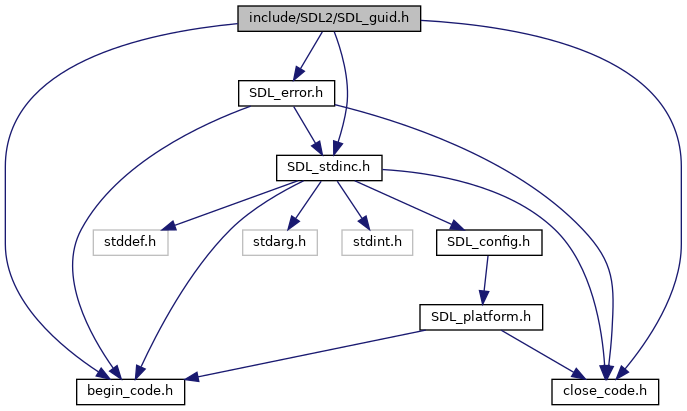 include/SDL2/SDL_guid.h
SDL_error.h
SDL_stdinc.h
stddef.h
stdarg.h
stdint.h
SDL_config.h
SDL_platform.h
begin_code.h
close_code.h